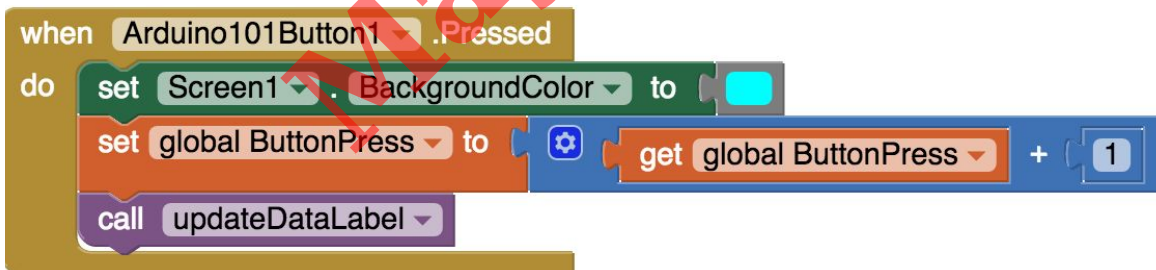 when Arduino101Button1 .Pressed
do set Screen1 . BackgroundColor to
set global ButtonPress to get global ButtonPress + 1
call updateDataLabel